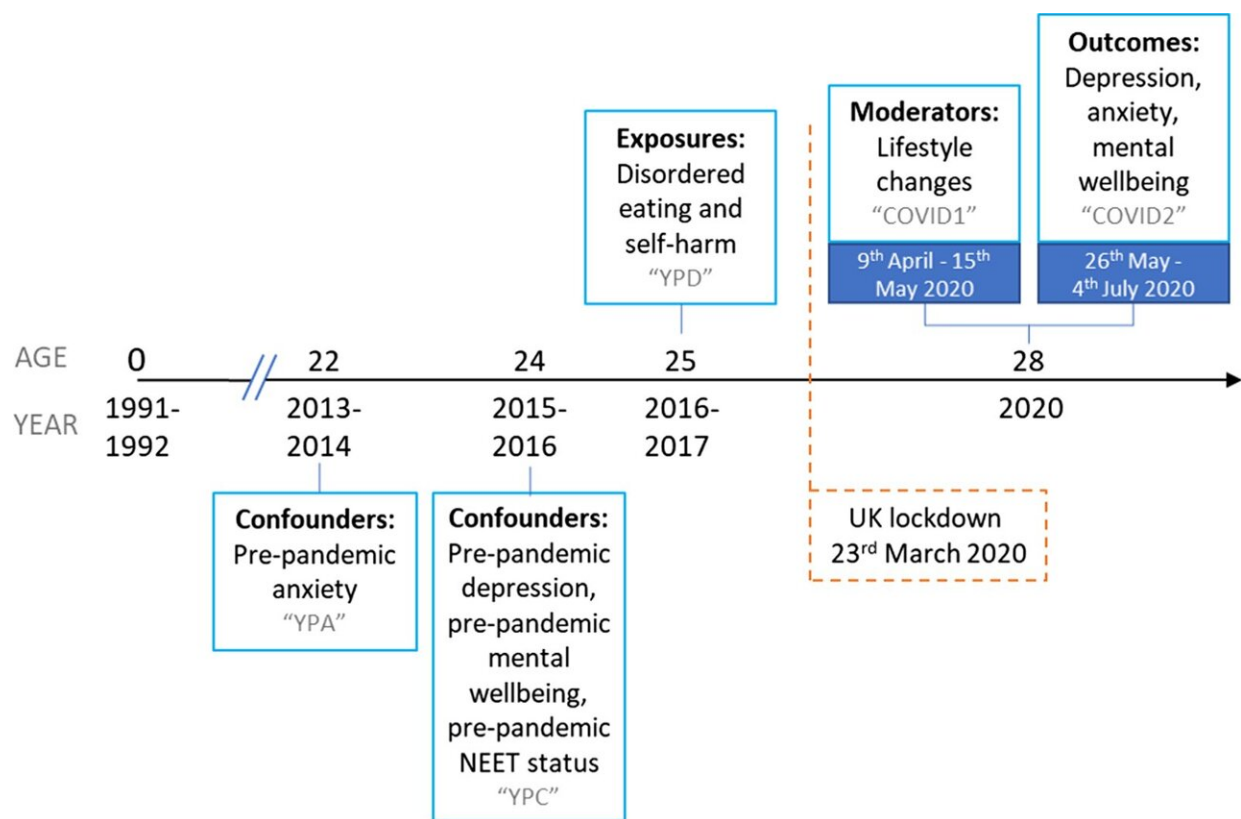 Outcomes:
Depression,
anxiety,
mental
wellbeing
“COVID2”
26th May -
4th July 2020
Moderators:
Lifestyle
changes
“COVID1”
9th April - 15th
May 2020
Exposures:
Disordered
eating and
self-harm
“YPD”
AGE
0
22
24
25
28
YEAR
1991-
1992
2013-
2014
2015-
2016
2016-
2017
2020
Confounders:
Pre-pandemic
anxiety
“YPA”
Confounders:
Pre-pandemic
depression,
pre-pandemic
mental
wellbeing,
pre-pandemic
NEET status
“YPC”
UK lockdown
23rd March 2020